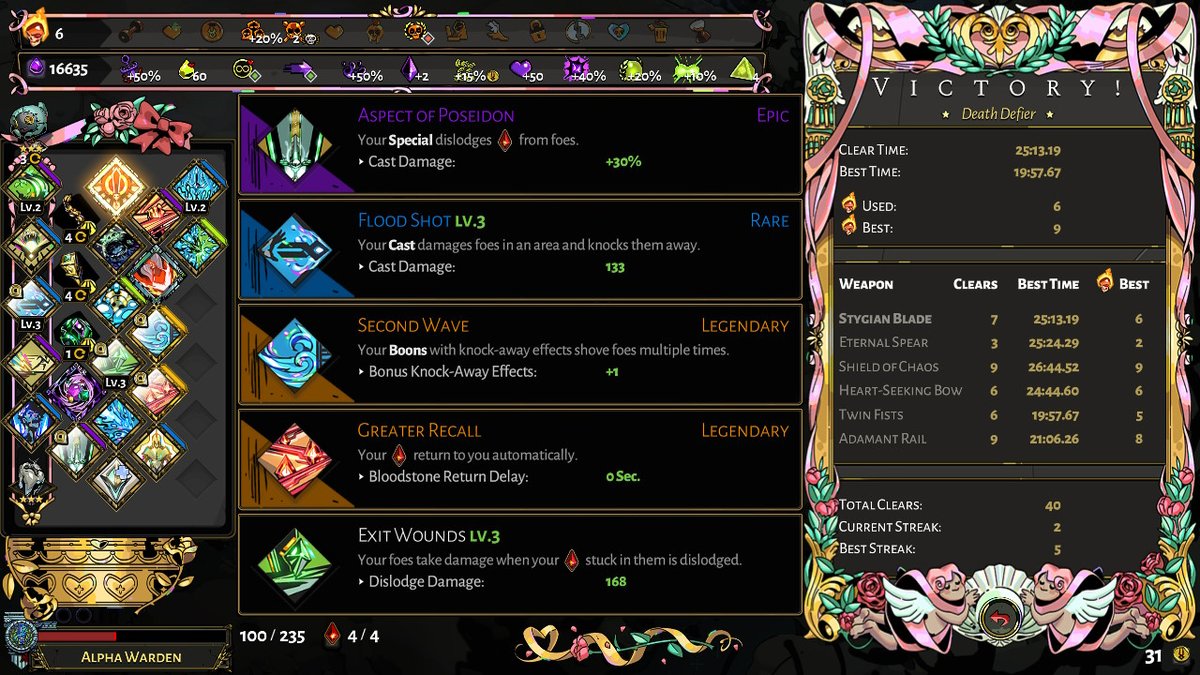 6
+20%
2
16635
+50%
60
+50%
+2
+15%
+50
+40%
+20%
+10%
4
3
Lv.2
Lv.2
4
4
Lv.3
1
Lv.3
Aspect of Poseidon Epic
Your Special dislodges from foes.
‣ Cast Damage: +30%
Flood Shot Lv.3 Rare
Your Cast damages foes in an area and knocks them away.
‣ Cast Damage: 133
Second Wave Legendary
Your Boons with knock-away effects shove foes multiple times.
‣ Bonus Knock-Away Effects: +1
Greater Recall Legendary
Your return to you automatically.
‣ Bloodstone Return Delay: 0 Sec.
Exit Wounds Lv.3
Your foes take damage when your stuck in them is dislodged.
‣ Dislodge Damage: 168
Alpha Warden
100 / 235 4 / 4
Victory!
Death Defier
Clear Time: 25:13.19
Best Time: 19:57.67
Used: 6
Best: 9
Weapon Clears Best Time Best
Stygian Blade 7 25:13.19 6
Eternal Spear 3 25:24.29 2
Shield of Chaos 9 26:44.52 9
Heart-Seeking Bow 6 24:44.60 6
Twin Fists 6 19:57.67 5
Adamant Rail 9 21:06.26 8
Total Clears: 40
Current Streak: 2
Best Streak: 5
31